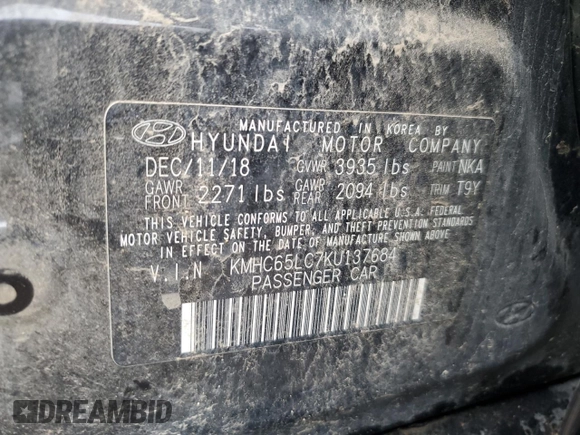 MANUFACTURED IN KOREA BY
HYUNDAI MOTOR COMPANY
DEC/11/18 GVWR 3935 lbs PAINT NKA
GAWR FRONT 2271 lbs GAWR REAR 2094 lbs TRIM T9Y
THIS VEHICLE CONFORMS TO ALL APPLICABLE U.S.A. FEDERAL
MOTOR VEHICLE SAFETY, BUMPER, AND THEFT PREVENTION STANDARDS
IN EFFECT ON THE DATE OF MANUFACTURE SHOWN ABOVE.
V.I.N KMHC65LC7KU137684
PASSENGER CAR
DREAMBID